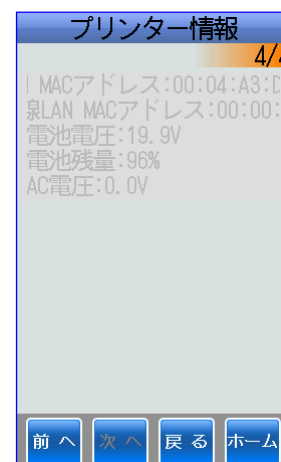 プリンター情報
4/
MACアドレス:00:04:A3:
LAN MACアドレス:00:00:
電池電圧:19.9V
電池残量:96%
AC電圧:0.0V
前へ 次へ 戻る ホーム